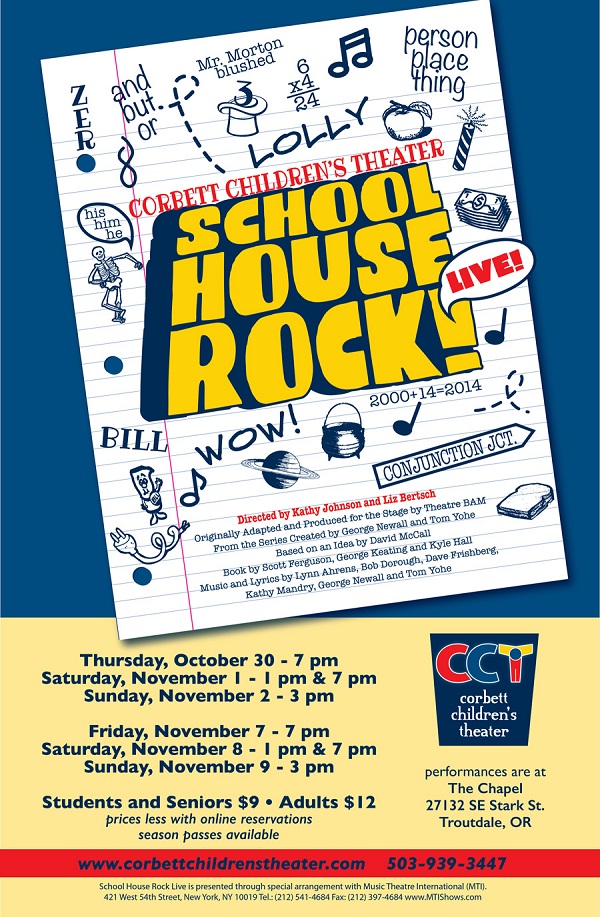 ZERO
and
but
or
Mr. Morton
blushed
3
6
x4
24
person
place
thing
LOLLY
his
him
he
CORBETT CHILDREN'S THEATER
SCHOOL
HOUSE
ROCK!
LIVE!
2000+14=2014
BILL
WOW!
CONJUNCTION JCT.
Directed by Kathy Johnson and Liz Bertsch
Originally Adapted and Produced for the Stage by Theatre BAM
From the Series Created by George Newall and Tom Yohe
Based on an Idea by David McCall
Book by Scott Ferguson, George Keating and Kyle Hall
Music and Lyrics by Lynn Ahrens, Bob Dorough, Dave Frishberg,
Kathy Mandry, George Newall and Tom Yohe
Thursday, October 30 - 7 pm
Saturday, November 1 - 1 pm & 7 pm
Sunday, November 2 - 3 pm
Friday, November 7 - 7 pm
Saturday, November 8 - 1 pm & 7 pm
Sunday, November 9 - 3 pm
Students and Seniors $9 • Adults $12
prices less with online reservations
season passes available
CCT
corbett
children's
theater
performances are at
The Chapel
27132 SE Stark St.
Troutdale, OR
www.corbettchildrenstheater.com 503-939-3447
School House Rock Live is presented through special arrangement with Music Theatre International (MTI).
421 West 54th Street, New York, NY 10019 Tel.: (212) 541-4684 Fax: (212) 397-4684 www.MTIShows.com